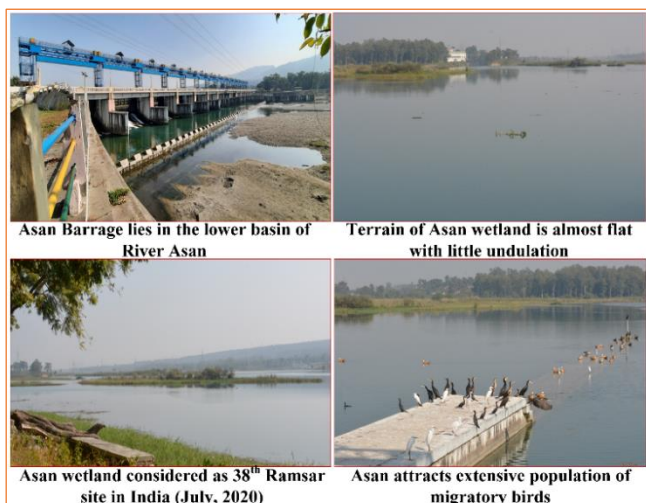 Asan Barrage lies in the lower basin of
River Asan
Terrain of Asan wetland is almost flat
with little undulation
Asan wetland considered as 38th Ramsar
site in India (July, 2020)
Asan attracts extensive population of
migratory birds